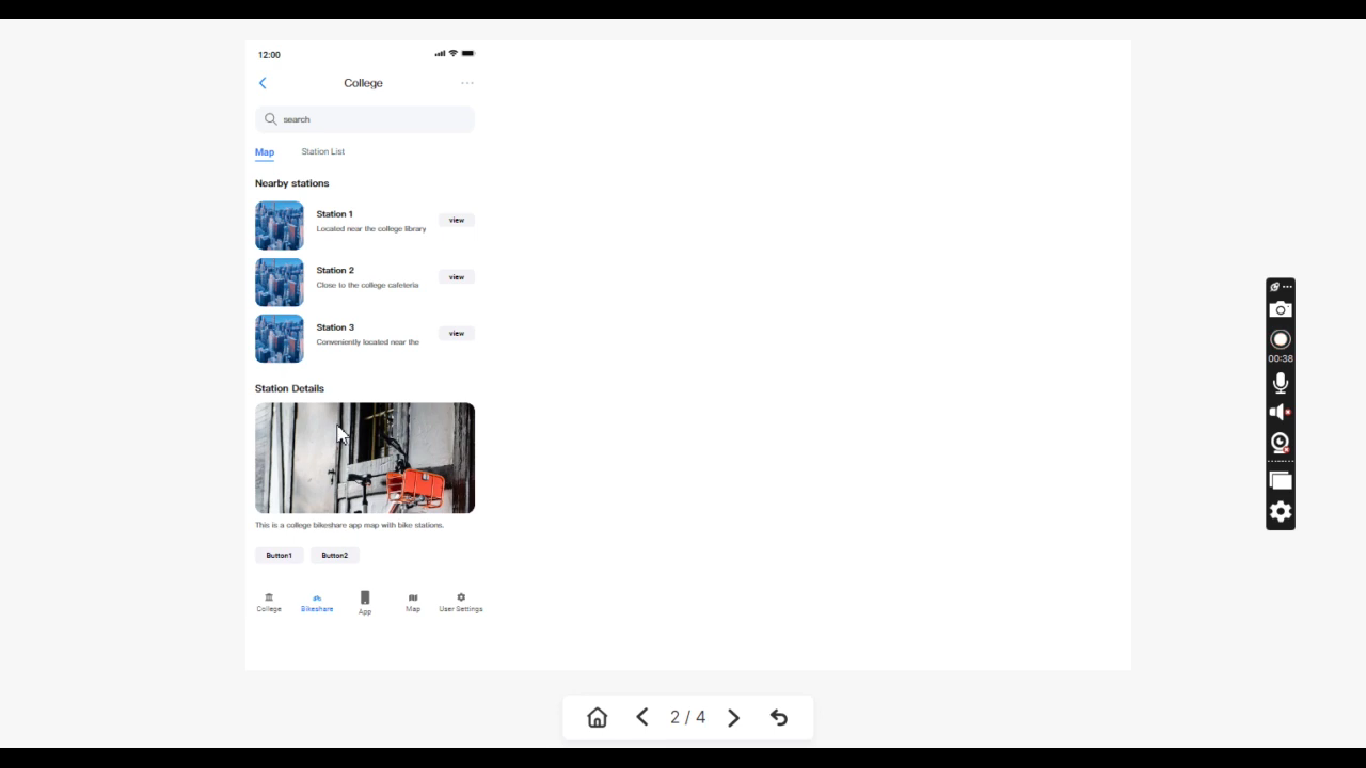 12:00
College
search
Map
Station List
Nearby stations
Station 1
Located near the college library
view
Station 2
Close to the college cafeteria
view
Station 3
Conveniently located near the
view
Station Details
This is a college bikeshare app map with bike stations.
Button1
Button2
College
Bikeshare
App
Map
User Settings
00:38
2 / 4